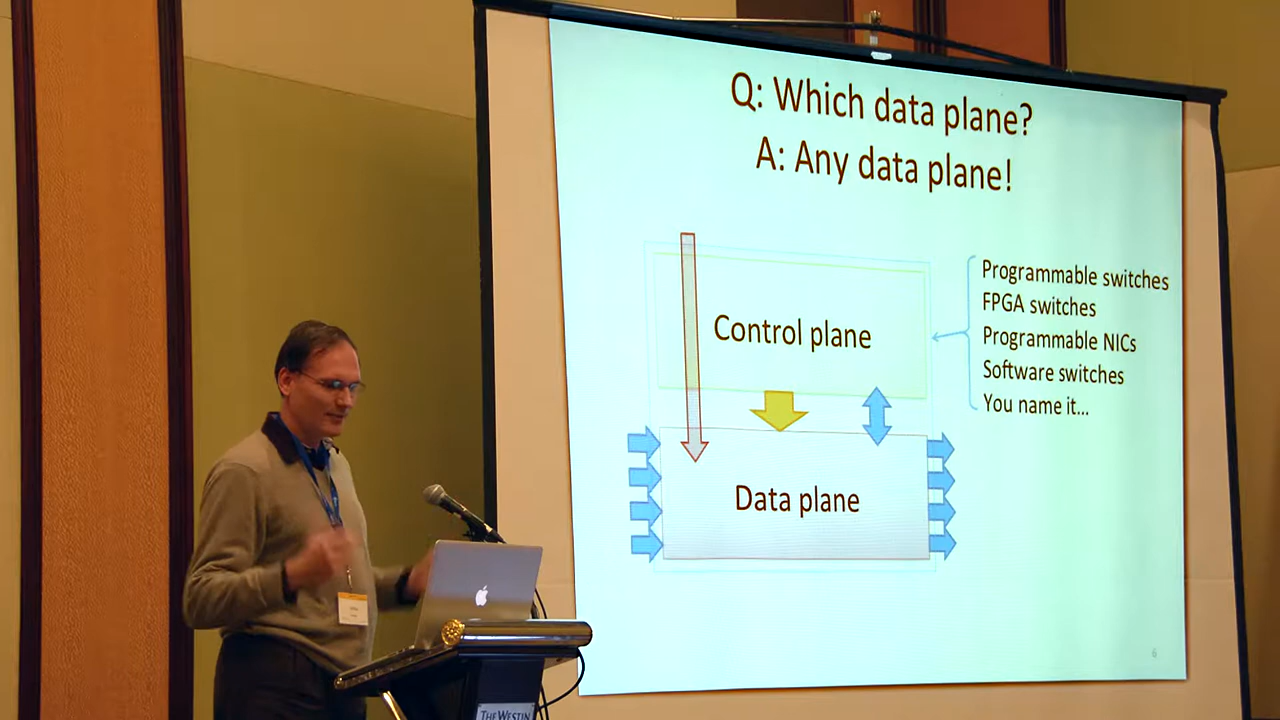 Q: Which data plane?
A: Any data plane!
Control plane
Programmable switches
FPGA switches
Programmable NICs
Software switches
You name it...
Data plane
6
THE WESTIN